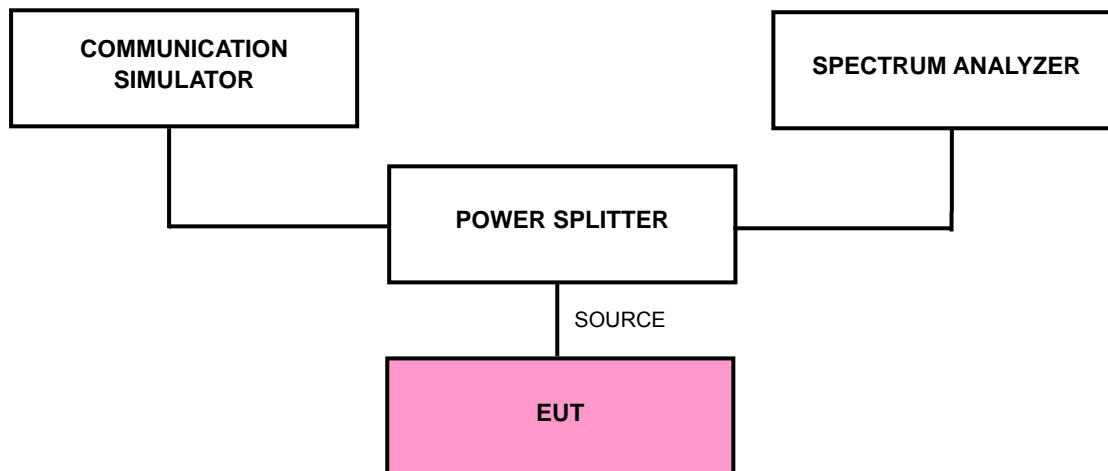 COMMUNICATION
SIMULATOR
SPECTRUM ANALYZER
POWER SPLITTER
SOURCE
EUT